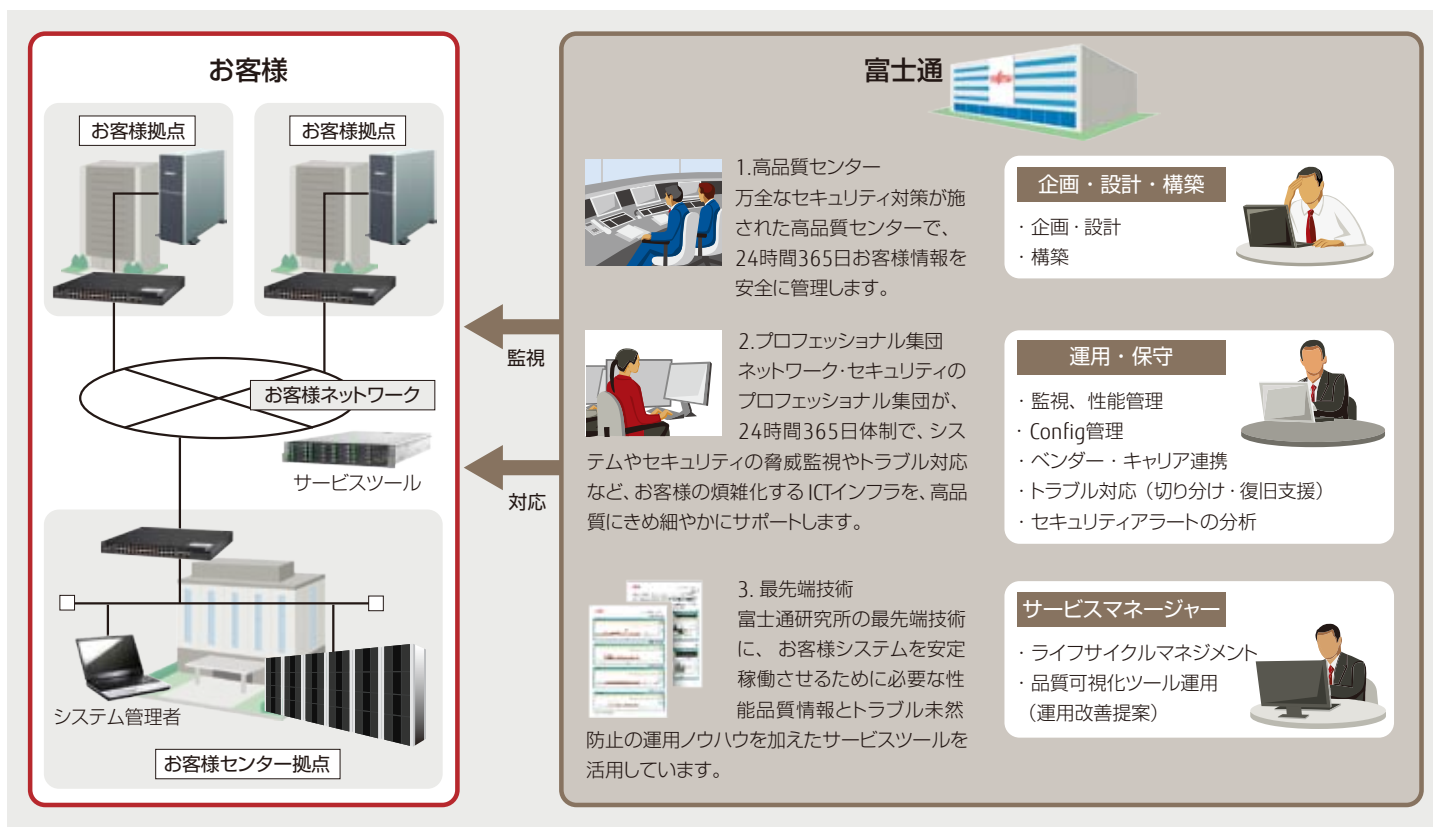 お客様
お客様拠点
お客様拠点
お客様ネットワーク
サービスツール
システム管理者
お客様センター拠点
監視
対応
富士通
1.高品質センター
万全なセキュリティ対策が施
された高品質センターで、
24時間365日お客様情報を
安全に管理します。
2.プロフェッショナル集団
ネットワーク・セキュリティの
プロフェッショナル集団が、
24時間365日体制で、シス
テムやセキュリティの脅威監視やトラブル対応
など、お客様の煩雑化するICTインフラを、高品
質にきめ細やかにサポートします。
3. 最先端技術
富士通研究所の最先端技術
に、 お客様システムを安定
稼働させるために必要な性
能品質情報とトラブル未然
防止の運用ノウハウを加えたサービスツールを
活用しています。
企画・設計・構築
・企画・設計
・構築
運用・保守
・監視、性能管理
・Config管理
・ベンダー・キャリア連携
・トラブル対応（切り分け・復旧支援）
・セキュリティアラートの分析
サービスマネージャー
・ライフサイクルマネジメント
・品質可視化ツール運用
（運用改善提案）